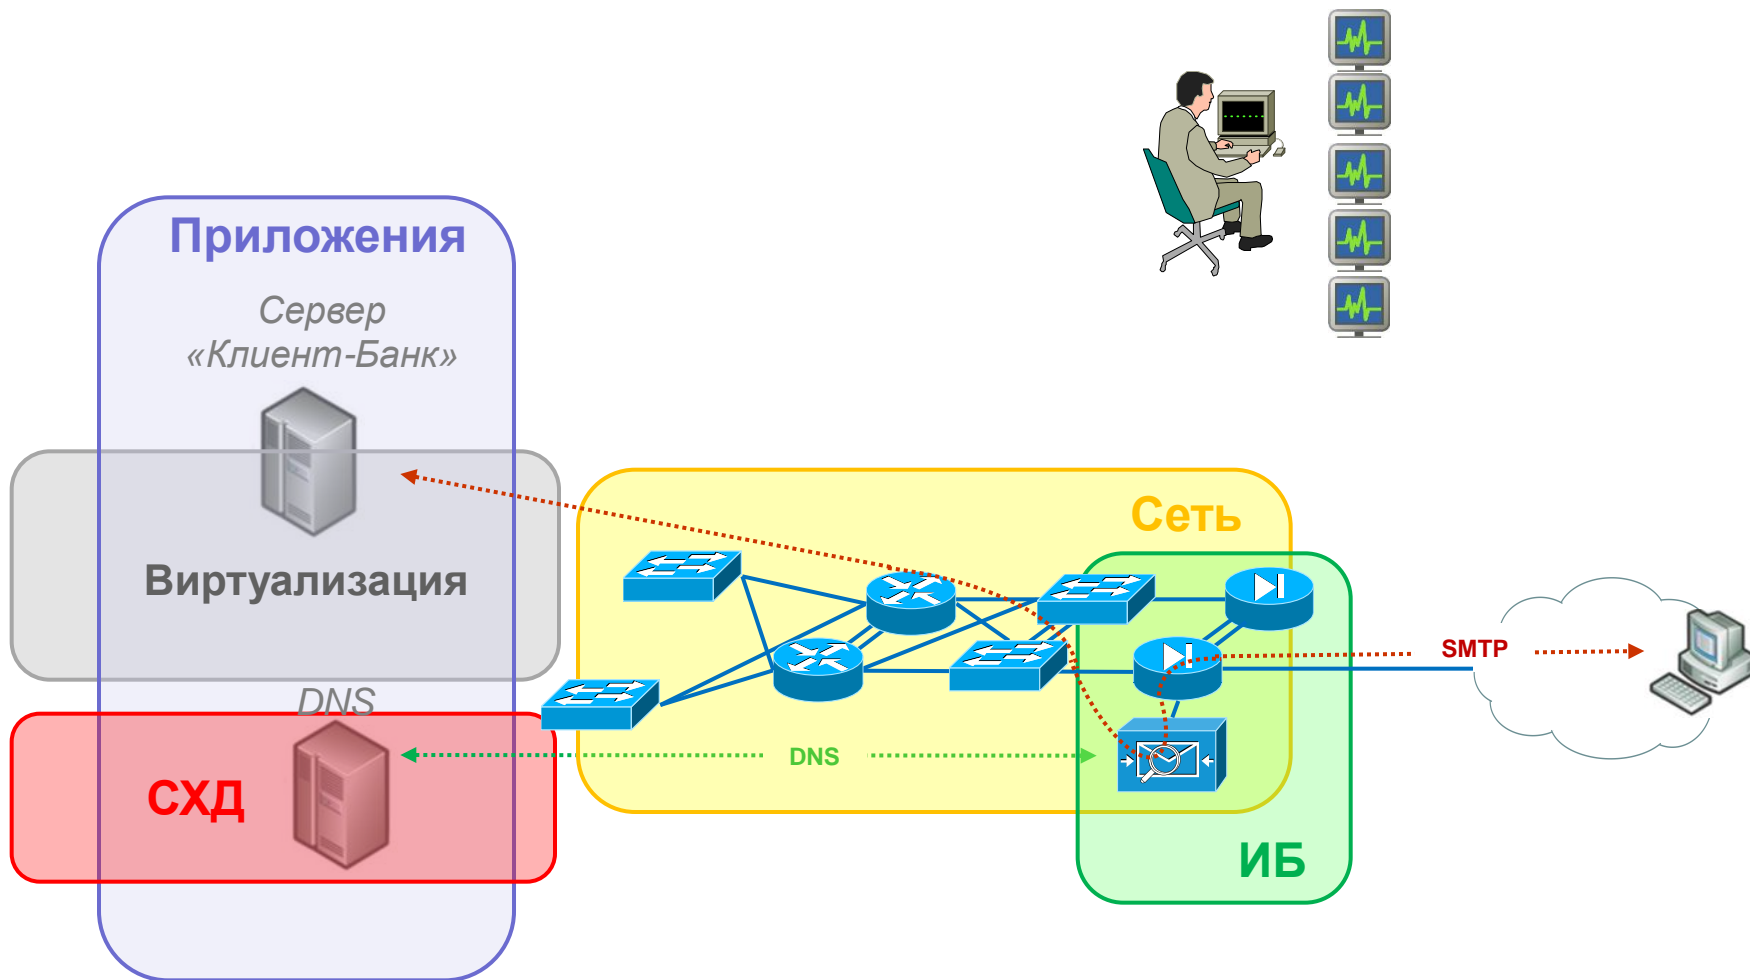 Приложения
Сервер
«Клиент-Банк»
Сеть
Виртуализация
SMTP
DNS
DNS
СХД
ИБ